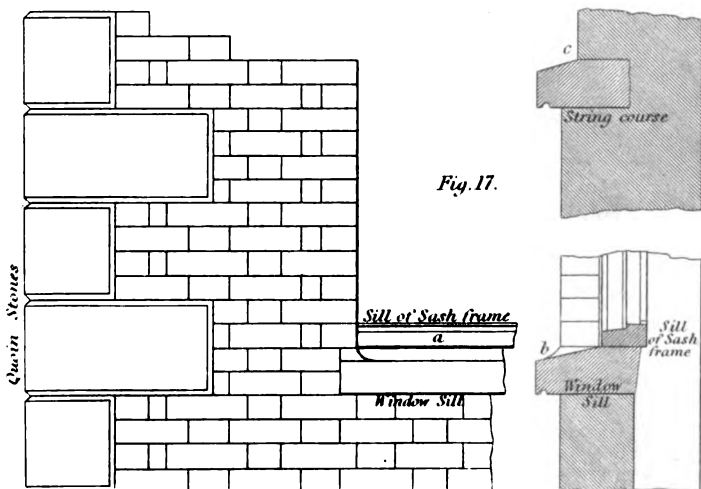 c
String course
Fig. 17.
Quoin Stones
Sill of Sash frame
a
Window Sill
b
Sill
of Sash
frame
Window
Sill